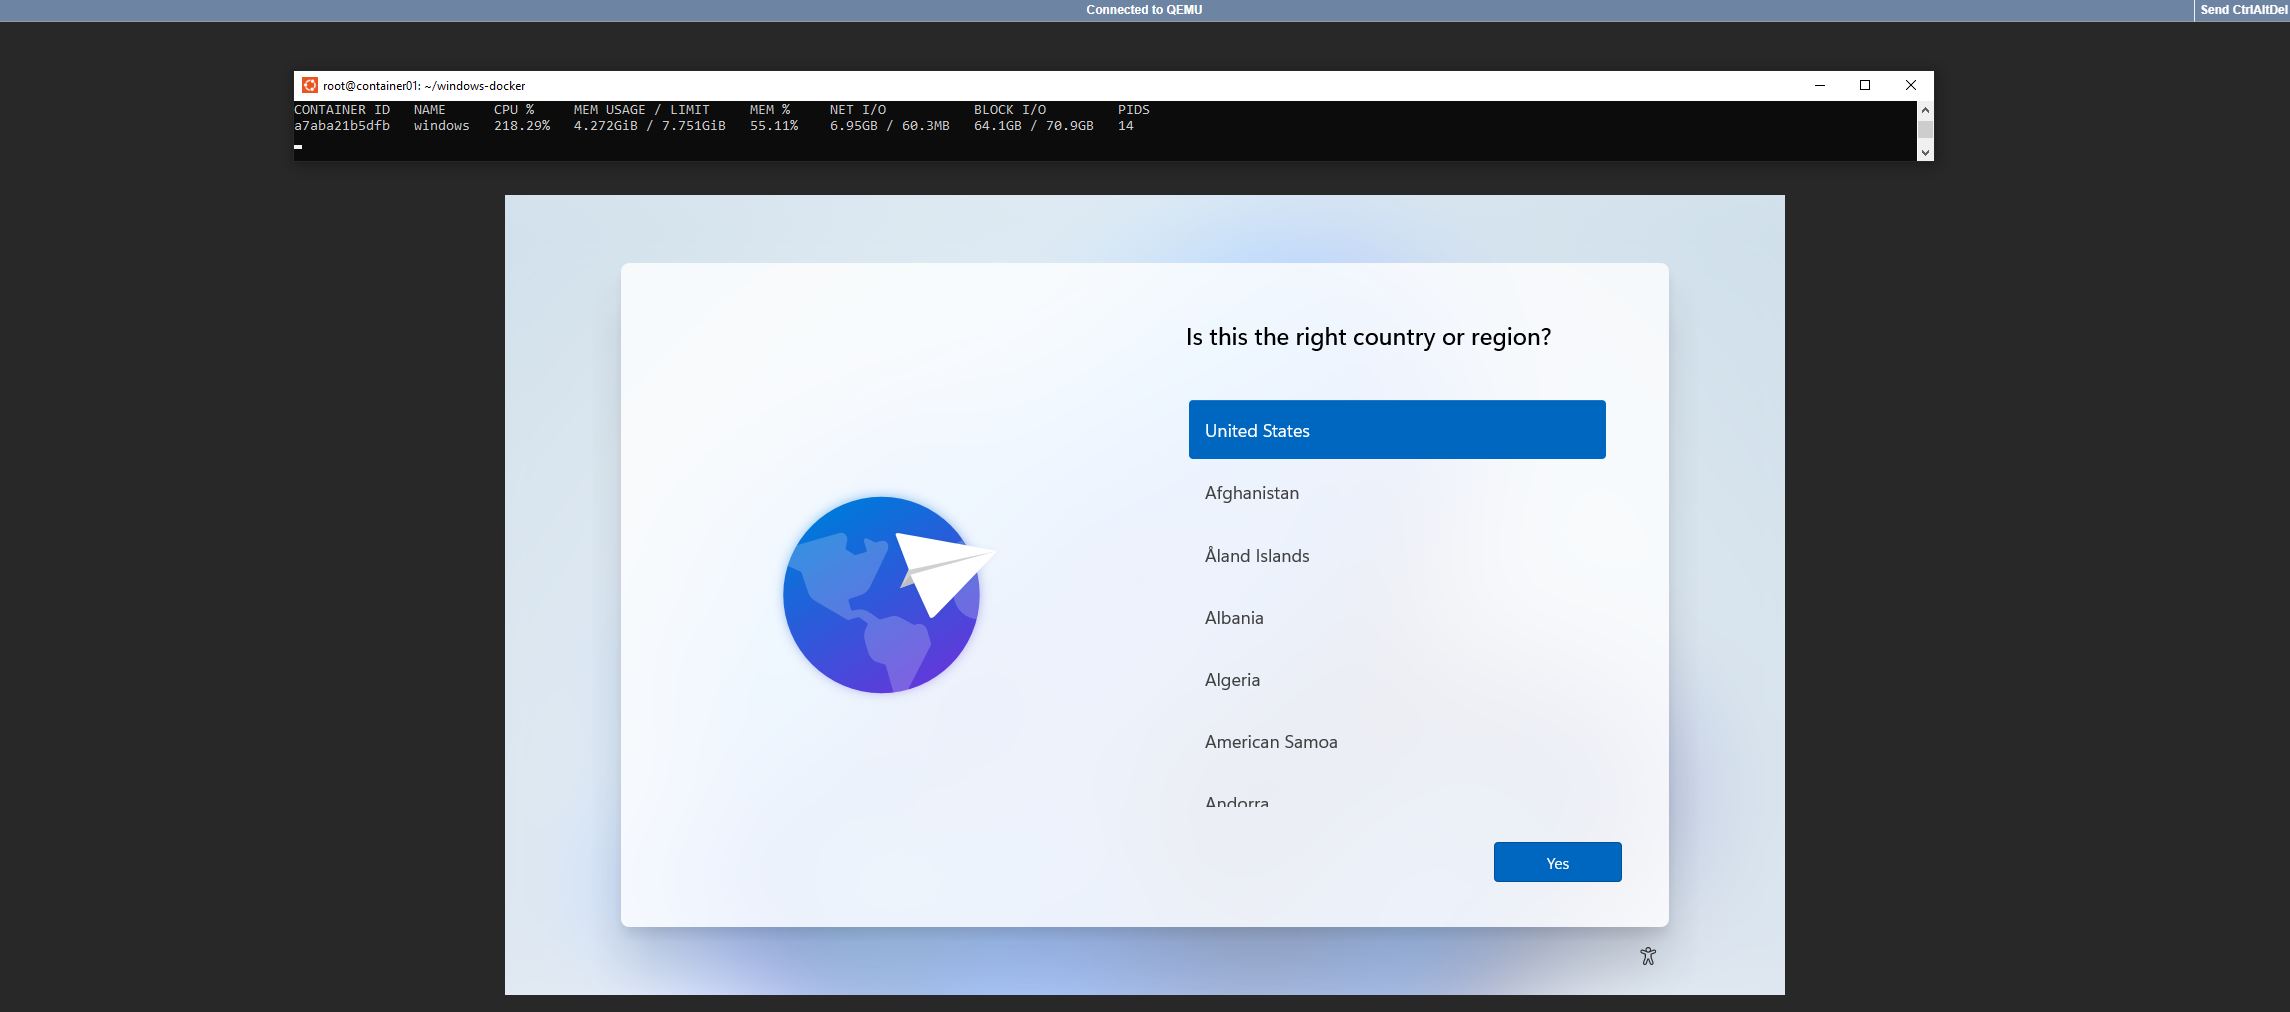 Connected to QEMU
Send CtrlAltDel
root@container01: ~/windows-docker
CONTAINER ID NAME CPU % MEM USAGE / LIMIT MEM % NET I/O BLOCK I/O PIDS
a7aba21b5dfb windows 218.29% 4.272GiB / 7.751GiB 55.11% 6.95GB / 60.3MB 64.1GB / 70.9GB 14
Is this the right country or region?
United States
Afghanistan
Åland Islands
Albania
Algeria
American Samoa
Andorra
Yes